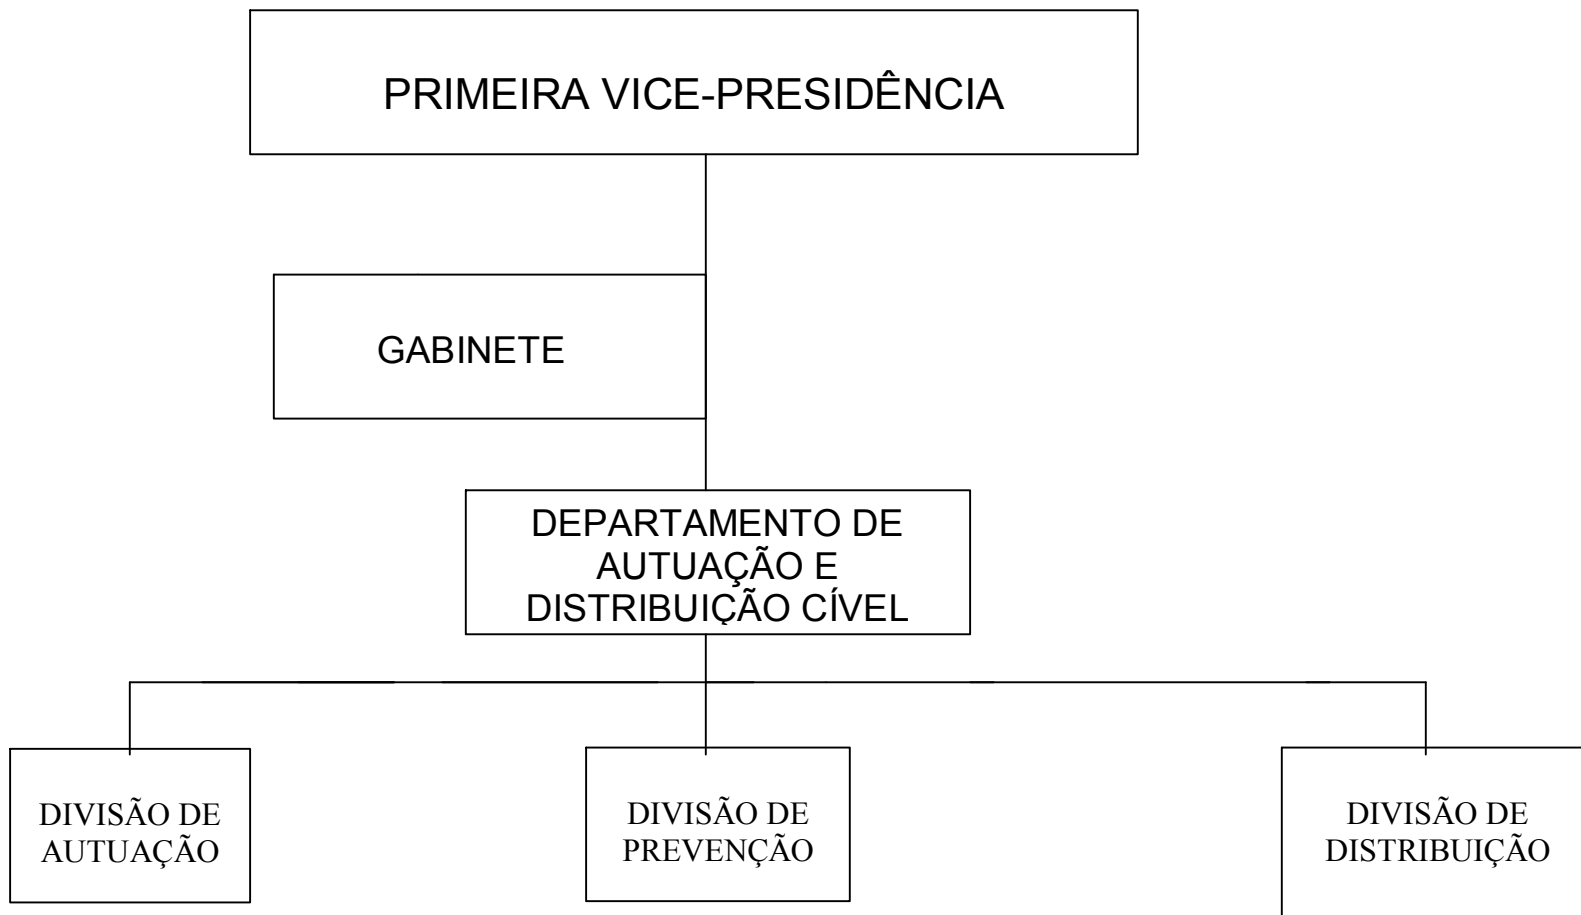 PRIMEIRA VICE-PRESIDÊNCIA
GABINETE
DEPARTAMENTO DE
AUTUAÇÃO E
DISTRIBUIÇÃO CÍVEL
DIVISÃO DE
AUTUAÇÃO
DIVISÃO DE
PREVENÇÃO
DIVISÃO DE
DISTRIBUIÇÃO